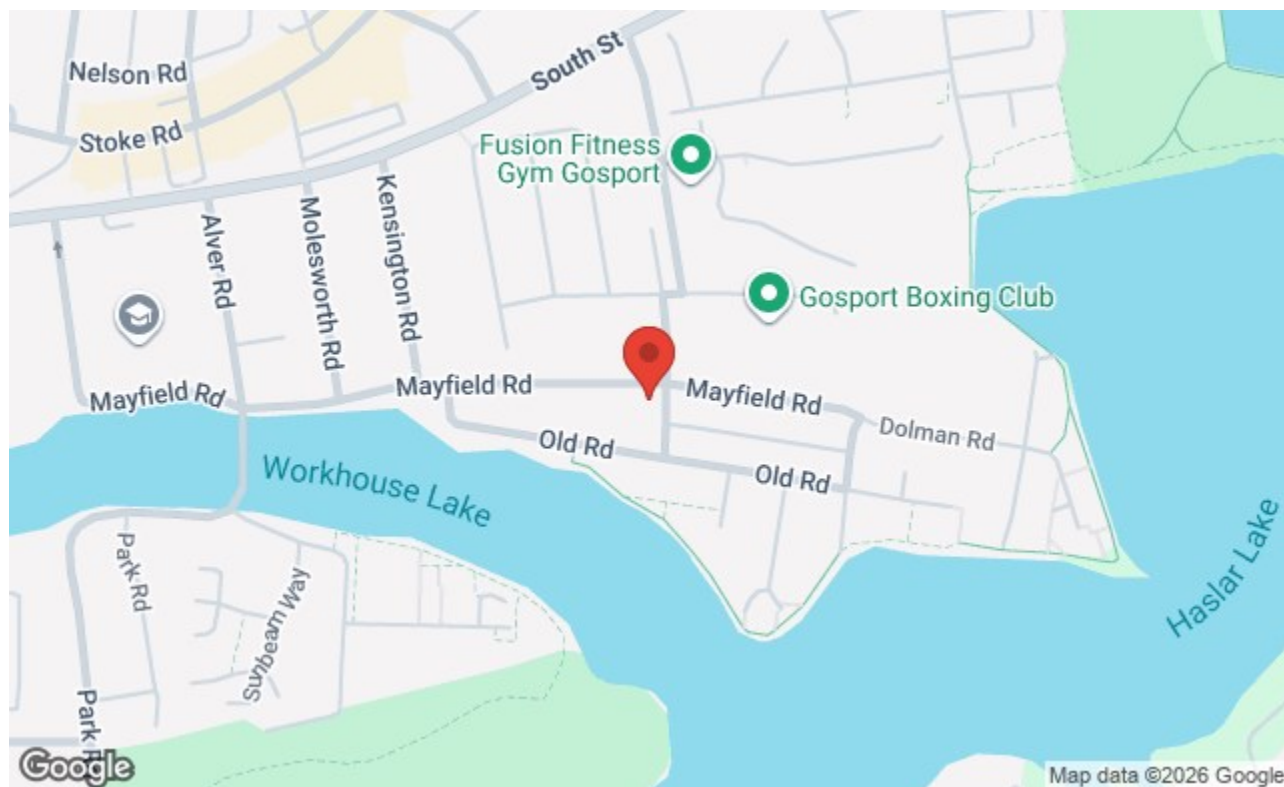 Nelson Rd
South St
Stoke Rd
Fusion Fitness
Gym Gosport
Kensington Rd
Molesworth Rd
Alver Rd
Gosport Boxing Club
Mayfield Rd
Mayfield Rd
Mayfield Rd
Dolman Rd
Old Rd
Old Rd
Workhouse Lake
Haslar Lake
Park Rd
Sunbeam Way
Park Rd
Google
Map data ©2026 Google